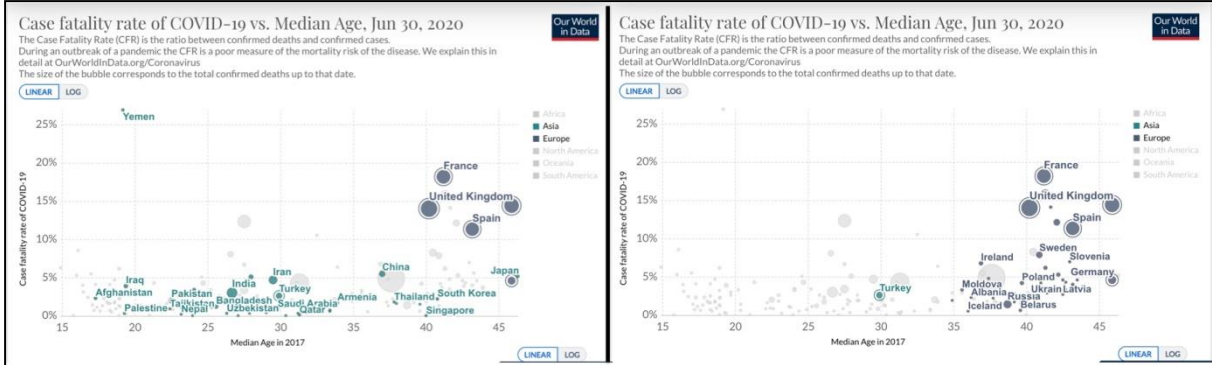 Case fatality rate of COVID-19 vs. Median Age, Jun 30, 2020
Our World
in Data
The Case Fatality Rate (CFR) is the ratio between confirmed deaths and confirmed cases.
During an outbreak of a pandemic the CFR is a poor measure of the mortality risk of the disease. We explain this in
detail at OurWorldInData.org/Coronavirus
The size of the bubble corresponds to the total confirmed deaths up to that date.
LINEAR LOG
Yemen
25%
20%
15%
10%
5%
0%
Case fatality rate of COVID-19
Africa
Asia
Europe
North America
Oceania
South America
France
United Kingdom
Spain
China
Japan
Iran
India
Iraq
Turkey
Afghanistan
Pakistan
Bangladesh
Saudi Arabia
Armenia
Thailand
South Korea
Palestine
Tajikistan
Nepal
Uzbekistan
Qatar
Singapore
15 20 25 30 35 40 45
Median Age in 2017
LINEAR LOG
Case fatality rate of COVID-19 vs. Median Age, Jun 30, 2020
Our World
in Data
The Case Fatality Rate (CFR) is the ratio between confirmed deaths and confirmed cases.
During an outbreak of a pandemic the CFR is a poor measure of the mortality risk of the disease. We explain this in
detail at OurWorldInData.org/Coronavirus
The size of the bubble corresponds to the total confirmed deaths up to that date.
LINEAR LOG
25%
20%
15%
10%
5%
0%
Case fatality rate of COVID-19
Africa
Asia
Europe
North America
Oceania
South America
France
United Kingdom
Spain
Sweden
Ireland
Slovenia
Germany
Poland
Moldova
Turkey
Albania
Ukraine
Latvia
Russia
Iceland
Belarus
15 20 25 30 35 40 45
Median Age in 2017
LINEAR LOG